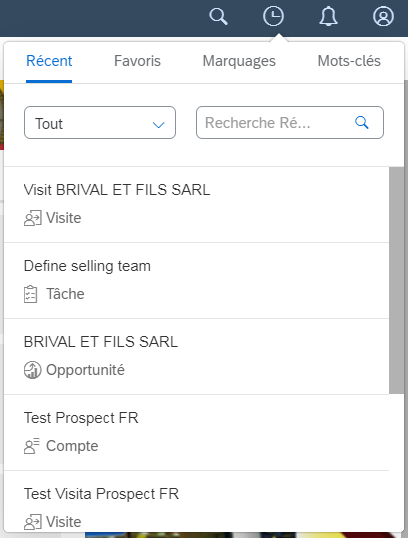 Récent Favoris Marquages Mots-clés
Tout Recherche Ré...
Visit BRIVAL ET FILS SARL
Visite
Define selling team
Tâche
BRIVAL ET FILS SARL
Opportunité
Test Prospect FR
Compte
Test Visita Prospect FR
Visite